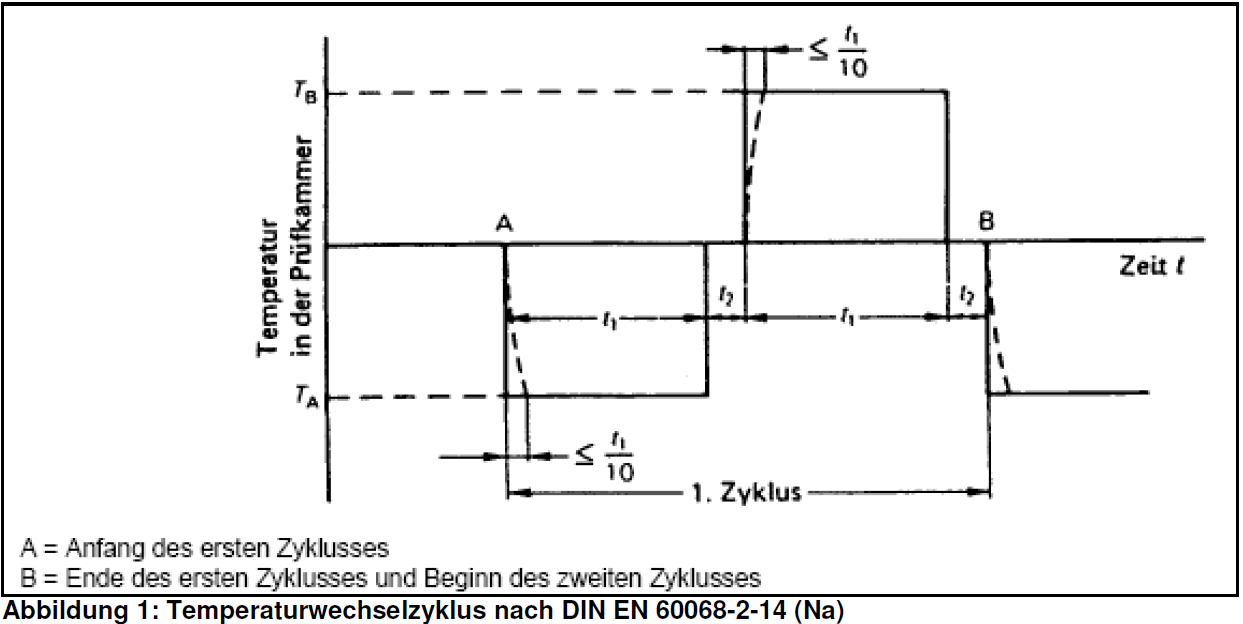 ≤ t₁/10
T_B
Temperatur
in der Prüfkammer
A
B
Zeit t
t₁
t₂
t₁
t₂
T_A
≤ t₁/10
1. Zyklus
A = Anfang des ersten Zyklusses
B = Ende des ersten Zyklusses und Beginn des zweiten Zyklusses
Abbildung 1: Temperaturwechselzyklus nach DIN EN 60068-2-14 (Na)